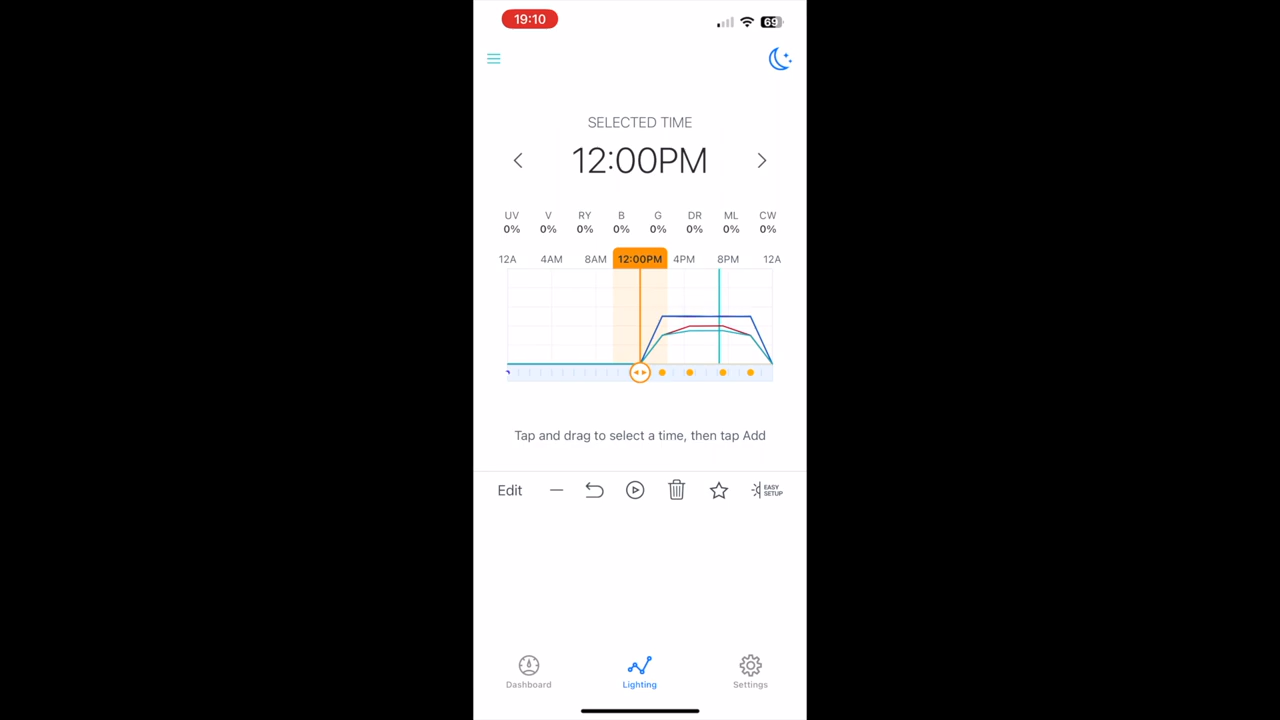 19:10
69
SELECTED TIME
12:00PM
UV V RY B G DR ML CW
0% 0% 0% 0% 0% 0% 0% 0%
12A 4AM 8AM 12:00PM 4PM 8PM 12A
Tap and drag to select a time, then tap Add
Edit
EASY
SETUP
Dashboard Lighting Settings